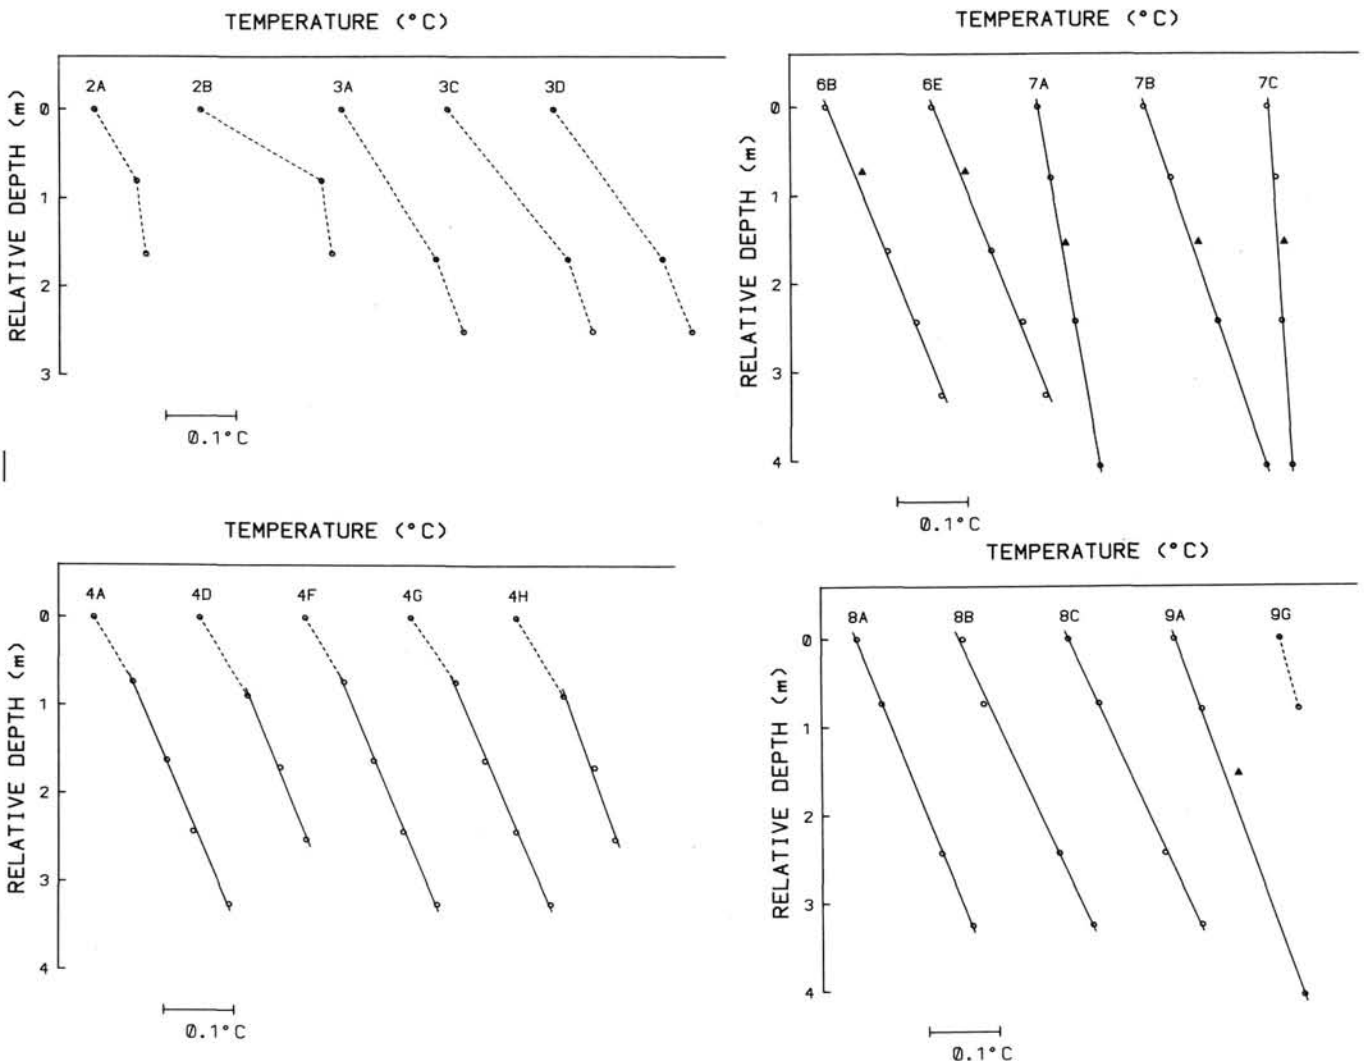 TEMPERATURE (°C)
2A 2B 3A 3C 3D
RELATIVE DEPTH (m)
0
1
2
3
0.1°C
TEMPERATURE (°C)
6B 6E 7A 7B 7C
RELATIVE DEPTH (m)
0
1
2
3
4
0.1°C
TEMPERATURE (°C)
4A 4D 4F 4G 4H
RELATIVE DEPTH (m)
0
1
2
3
4
0.1°C
TEMPERATURE (°C)
8A 8B 8C 9A 9G
RELATIVE DEPTH (m)
0
1
2
3
4
0.1°C